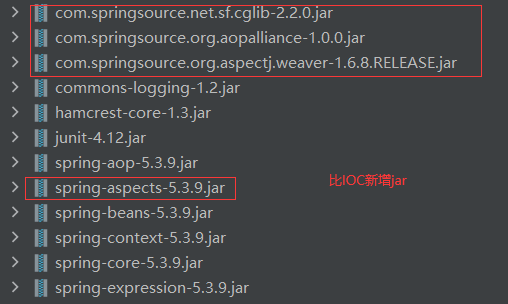 com.springsource.net.sf.cglib-2.2.0.jar
com.springsource.org.aopalliance-1.0.0.jar
com.springsource.org.aspectj.weaver-1.6.8.RELEASE.jar
commons-logging-1.2.jar
hamcrest-core-1.3.jar
junit-4.12.jar
spring-aop-5.3.9.jar
spring-aspects-5.3.9.jar
比IOC新增jar
spring-beans-5.3.9.jar
spring-context-5.3.9.jar
spring-core-5.3.9.jar
spring-expression-5.3.9.jar